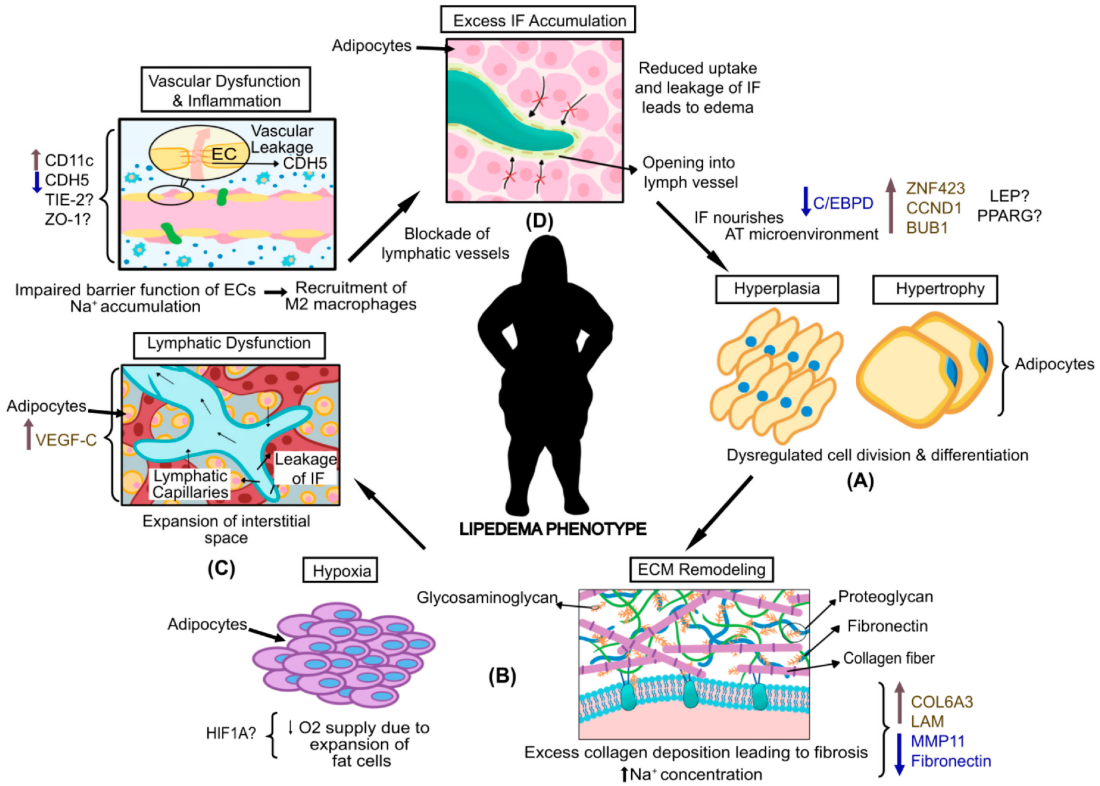 Excess IF Accumulation
Adipocytes
Reduced uptake
and leakage of IF
leads to edema
Opening into
lymph vessel
(D)
Vascular Dysfunction
& Inflammation
Vascular
Leakage
EC
CDH5
CD11c
CDH5
TIE-2?
ZO-1?
Impaired barrier function of ECs
Na⁺ accumulation
Recruitment of
M2 macrophages
Blockade of
lymphatic vessels
IF nourishes
AT microenvironment
C/EBPD
ZNF423
CCND1
BUB1
LEP?
PPARG?
Hyperplasia
Hypertrophy
Adipocytes
Dysregulated cell division & differentiation
(A)
Lymphatic Dysfunction
Adipocytes
VEGF-C
Lymphatic
Capillaries
Leakage
of IF
Expansion of interstitial
space
(C)
LIPEDEMA PHENOTYPE
Hypoxia
Adipocytes
HIF1A?
↓ O2 supply due to
expansion of
fat cells
(B)
ECM Remodeling
Glycosaminoglycan
Proteoglycan
Fibronectin
Collagen fiber
Excess collagen deposition leading to fibrosis
↑Na⁺ concentration
COL6A3
LAM
MMP11
Fibronectin